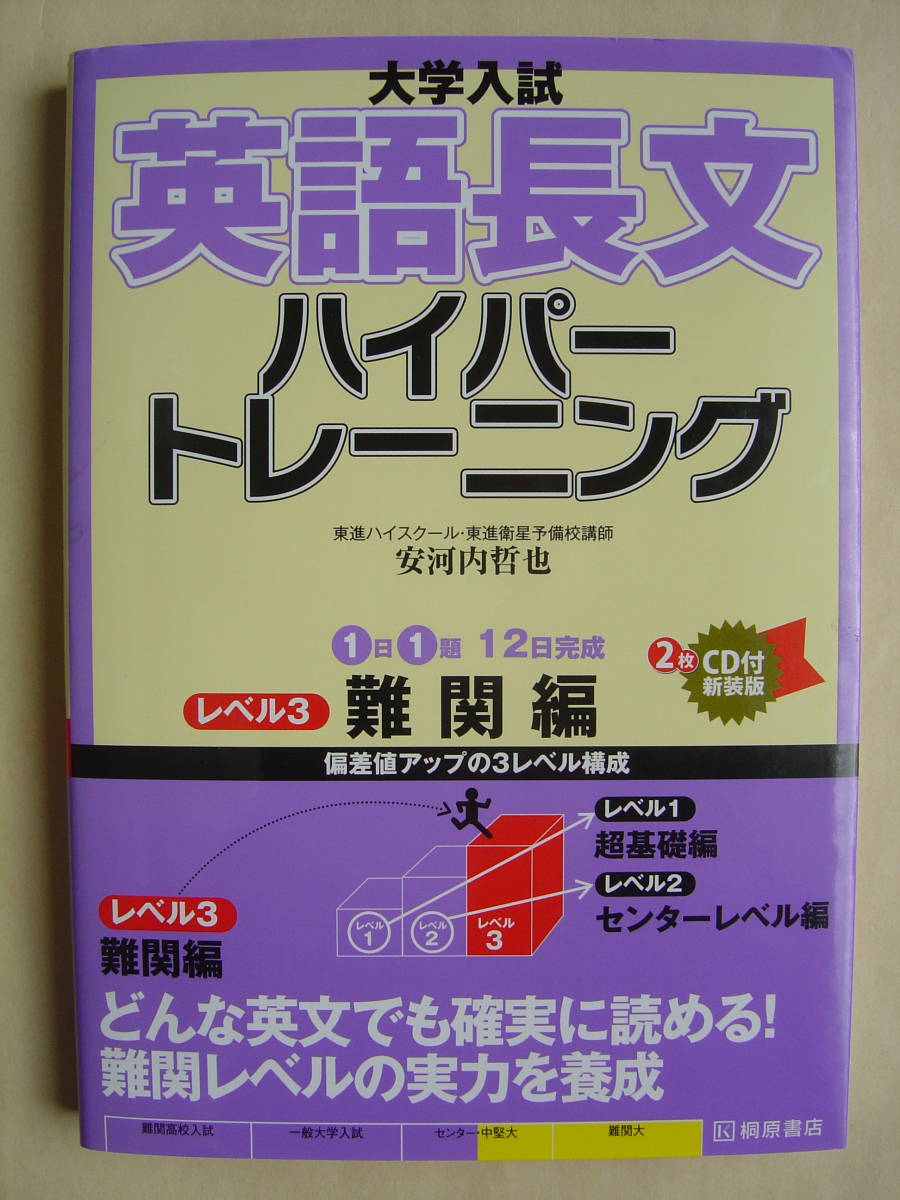 大学入試
英語長文
ハイパー
トレーニング
東進ハイスクール・東進衛星予備校講師
安河内哲也
1日1題 12日完成
2枚 CD付
新装版
レベル3 難関編
偏差値アップの3レベル構成
レベル1
超基礎編
レベル2
センターレベル編
レベル
1
レベル
2
レベル
3
レベル3
難関編
どんな英文でも確実に読める!
難関レベルの実力を養成
難関高校入試 一般大学入試 センター・中堅大 難関大
K 桐原書店